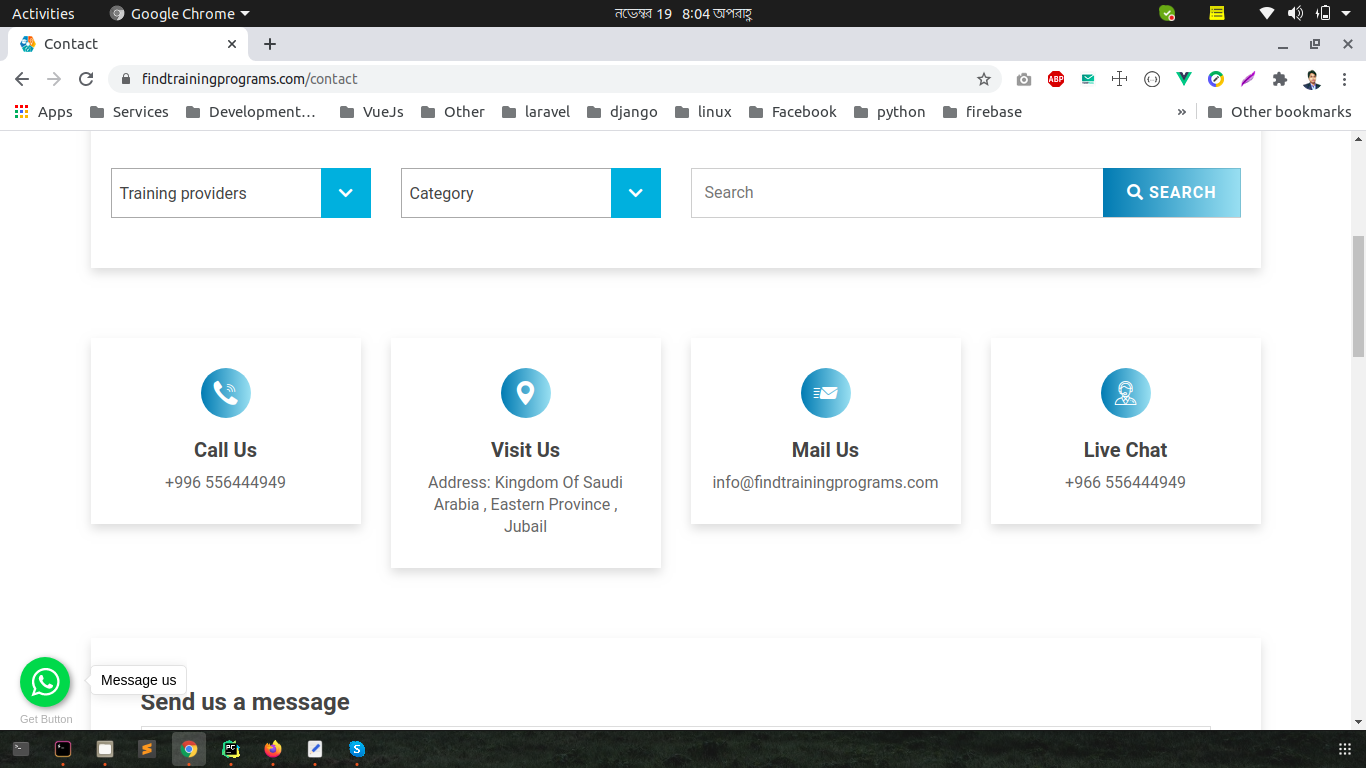 Activities
Google Chrome
নভেম্বর 19 8:04 অপরাহ্ণ
Contact
findtrainingprograms.com/contact
ABP
Apps
Services
Development…
VueJs
Other
laravel
django
linux
Facebook
python
firebase
»
Other bookmarks
Training providers
Category
Search
SEARCH
Call Us
+996 556444949
Visit Us
Address: Kingdom Of Saudi
Arabia , Eastern Province ,
Jubail
Mail Us
info@findtrainingprograms.com
Live Chat
+966 556444949
Message us
Get Button
Send us a message
PC
S